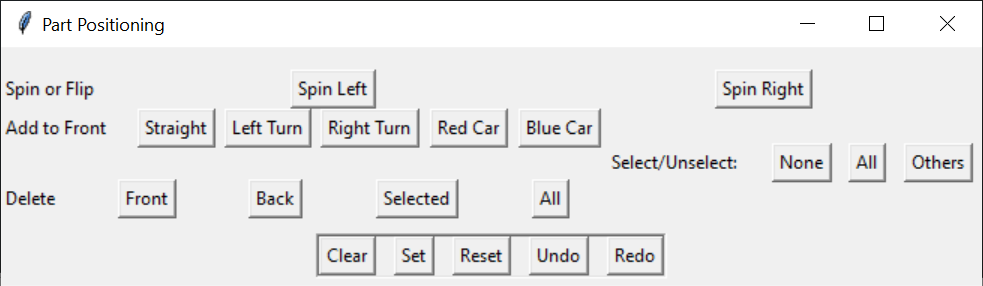 Part Positioning
Spin or Flip Spin Left Spin Right
Add to Front Straight Left Turn Right Turn Red Car Blue Car
Select/Unselect: None All Others
Delete Front Back Selected All
Clear Set Reset Undo Redo